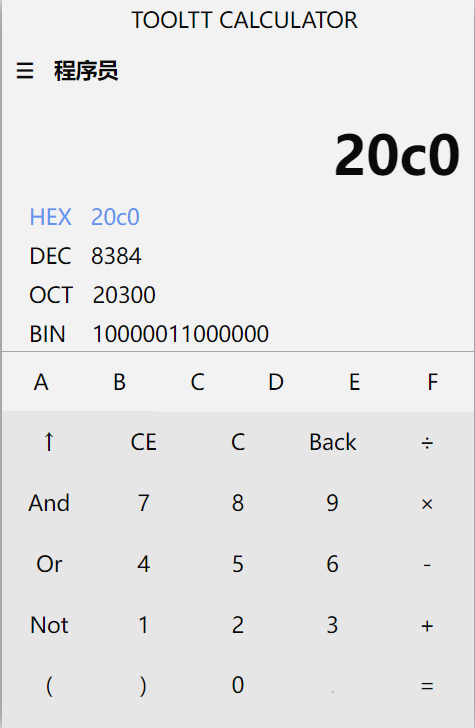 TOOLTT CALCULATOR
☰ 程序员
20c0
HEX 20c0
DEC 8384
OCT 20300
BIN 10000011000000
A B C D E F
↑ CE C Back ÷
And 7 8 9 ×
Or 4 5 6 -
Not 1 2 3 +
( ) 0 . =